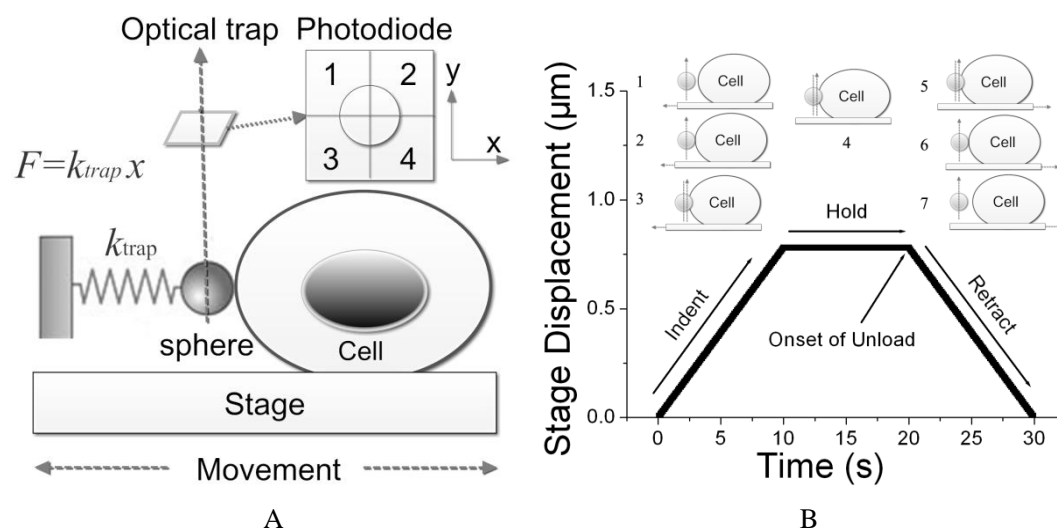 Optical trap Photodiode
1 2
3 4
y
x
F=ktrap x
ktrap
sphere
Cell
Stage
Movement
A
Stage Displacement (μm)
1.5
1.0
0.5
0.0
0 5 10 15 20 25 30
Time (s)
1 Cell
2 Cell
3 Cell
Cell
4
5 Cell
6 Cell
7 Cell
Indent
Hold
Retract
Onset of Unload
B